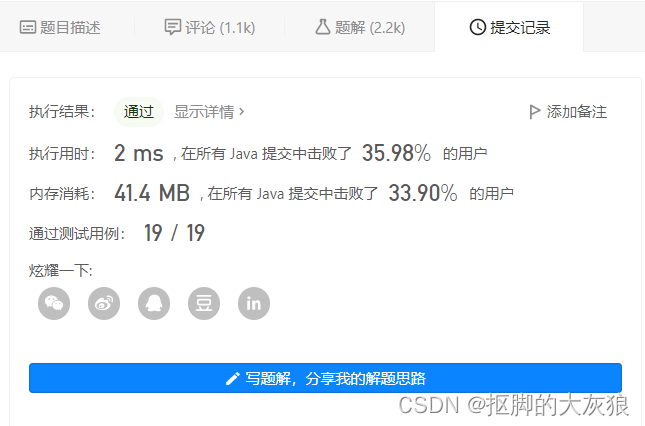 题目描述 评论 (1.1k) 题解 (2.2k) 提交记录
执行结果： 通过 显示详情 > 添加备注
执行用时： 2 ms , 在所有 Java 提交中击败了 35.98% 的用户
内存消耗： 41.4 MB , 在所有 Java 提交中击败了 33.90% 的用户
通过测试用例： 19 / 19
炫耀一下:
豆 in
写题解，分享我的解题思路
CSDN @抠脚的大灰狼